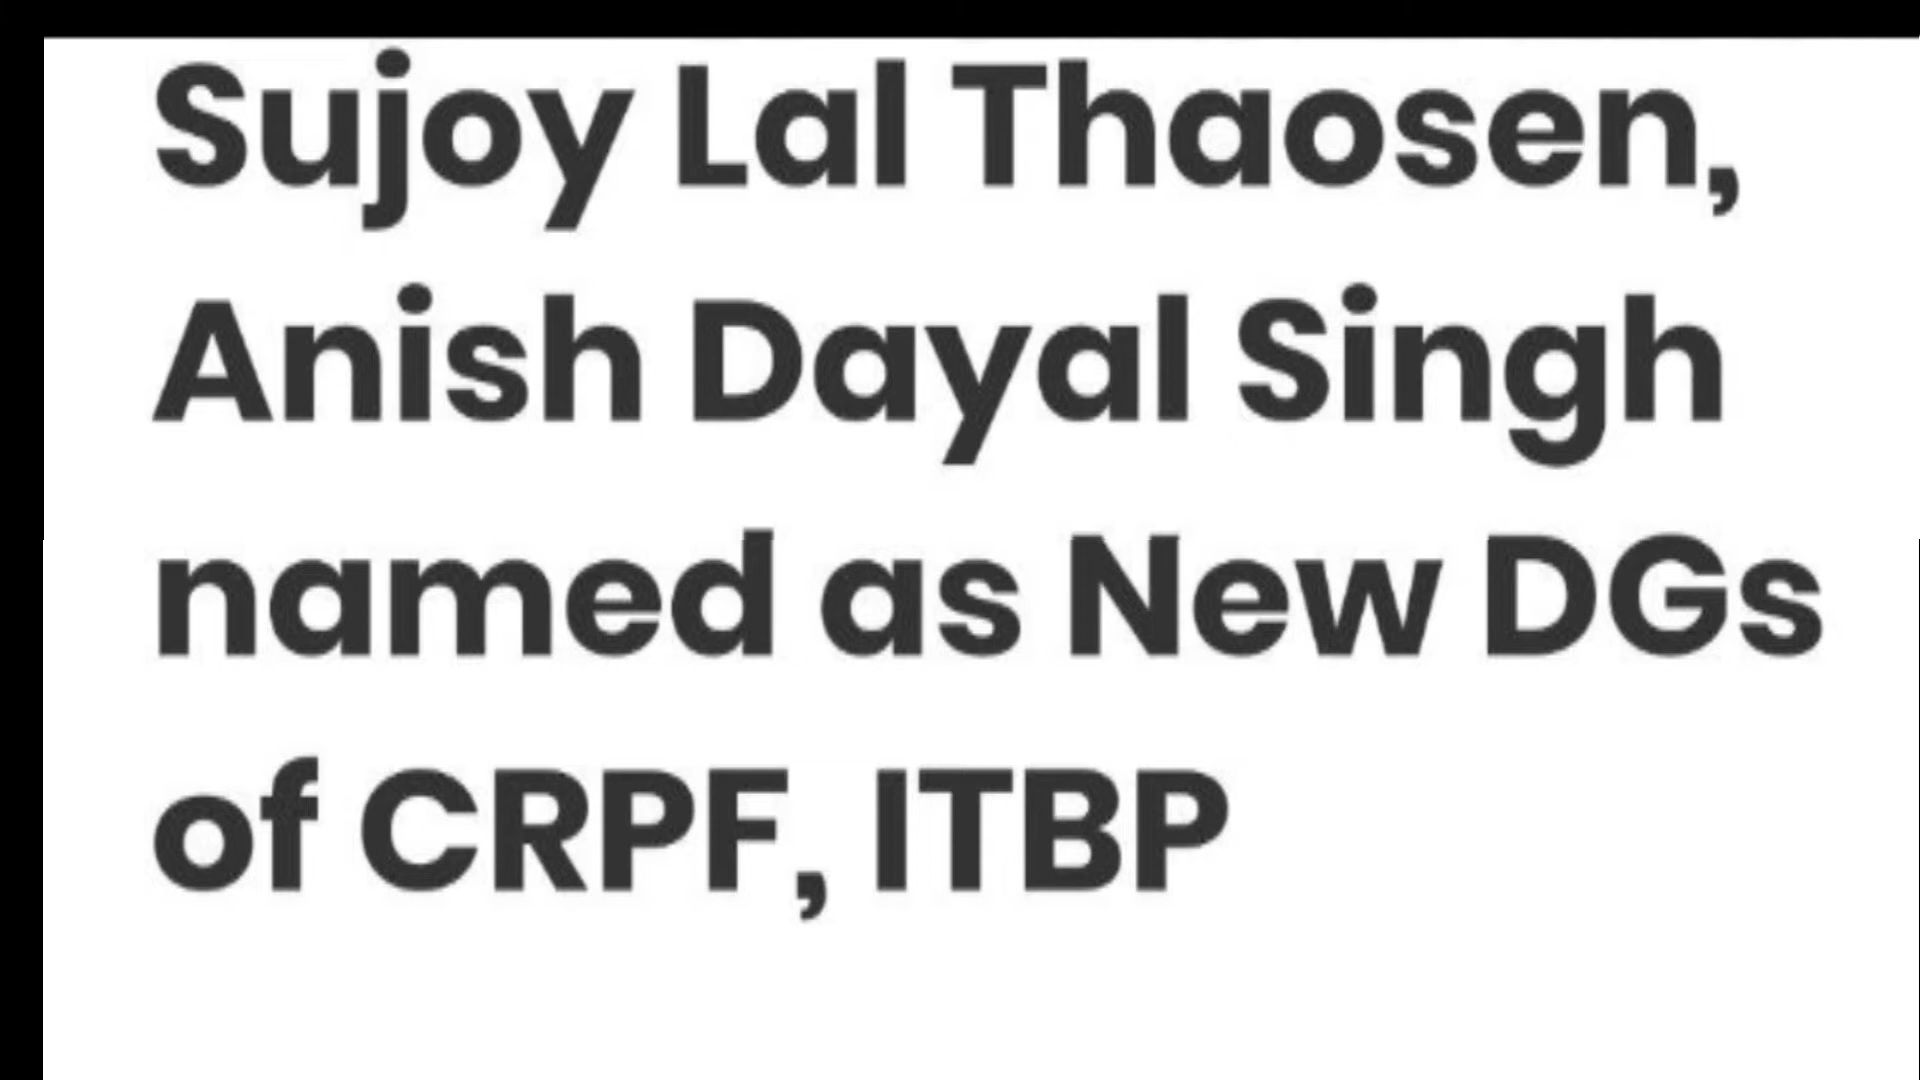 Sujoy Lal Thaosen,
Anish Dayal Singh
named as New DGs
of CRPF, ITBP